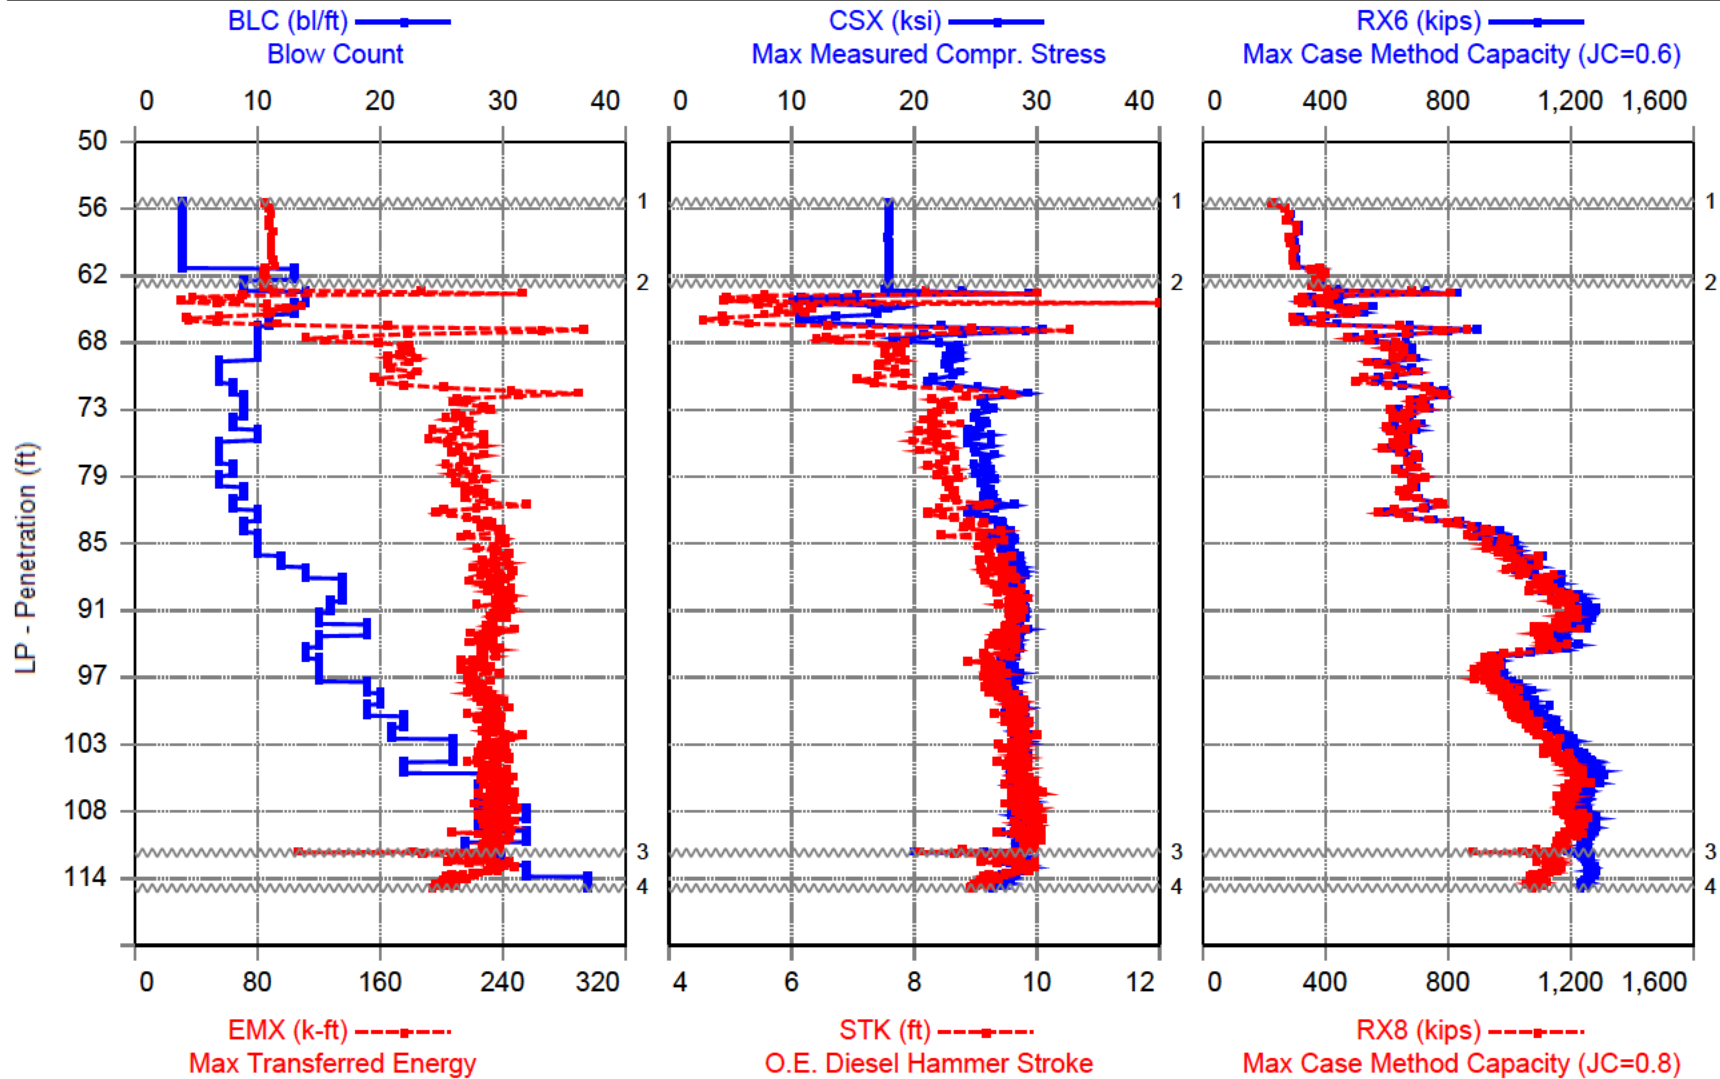 BLC (bl/ft) CSX (ksi) RX6 (kips)
Blow Count Max Measured Compr. Stress Max Case Method Capacity (JC=0.6)
0 10 20 30 40 0 10 20 30 40 0 400 800 1,200 1,600
50
1 1 1
56
62
2 2 2
68
73
79
85
LP - Penetration (ft)
91
97
103
108
3 3 3
114
4 4 4
0 80 160 240 320 4 6 8 10 12 0 400 800 1,200 1,600
EMX (k-ft) STK (ft) RX8 (kips)
Max Transferred Energy O.E. Diesel Hammer Stroke Max Case Method Capacity (JC=0.8)